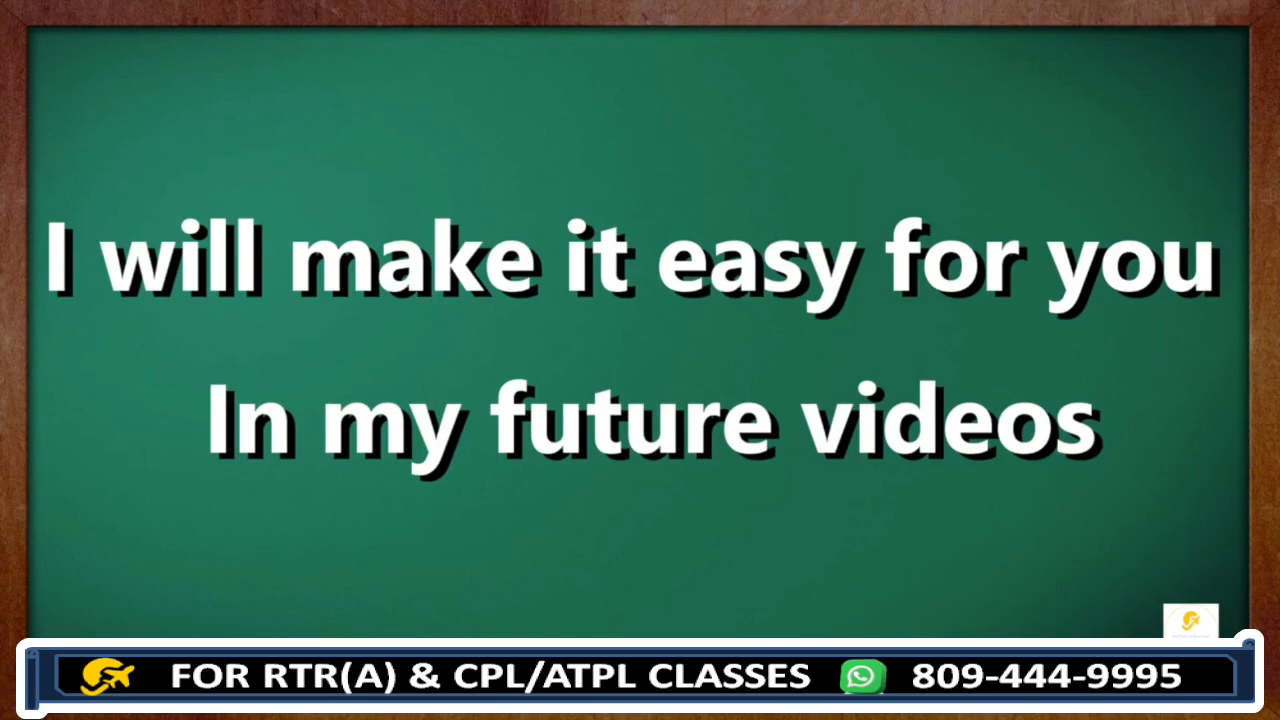 I will make it easy for you
In my future videos
FOR RTR(A) & CPL/ATPL CLASSES 809-444-9995